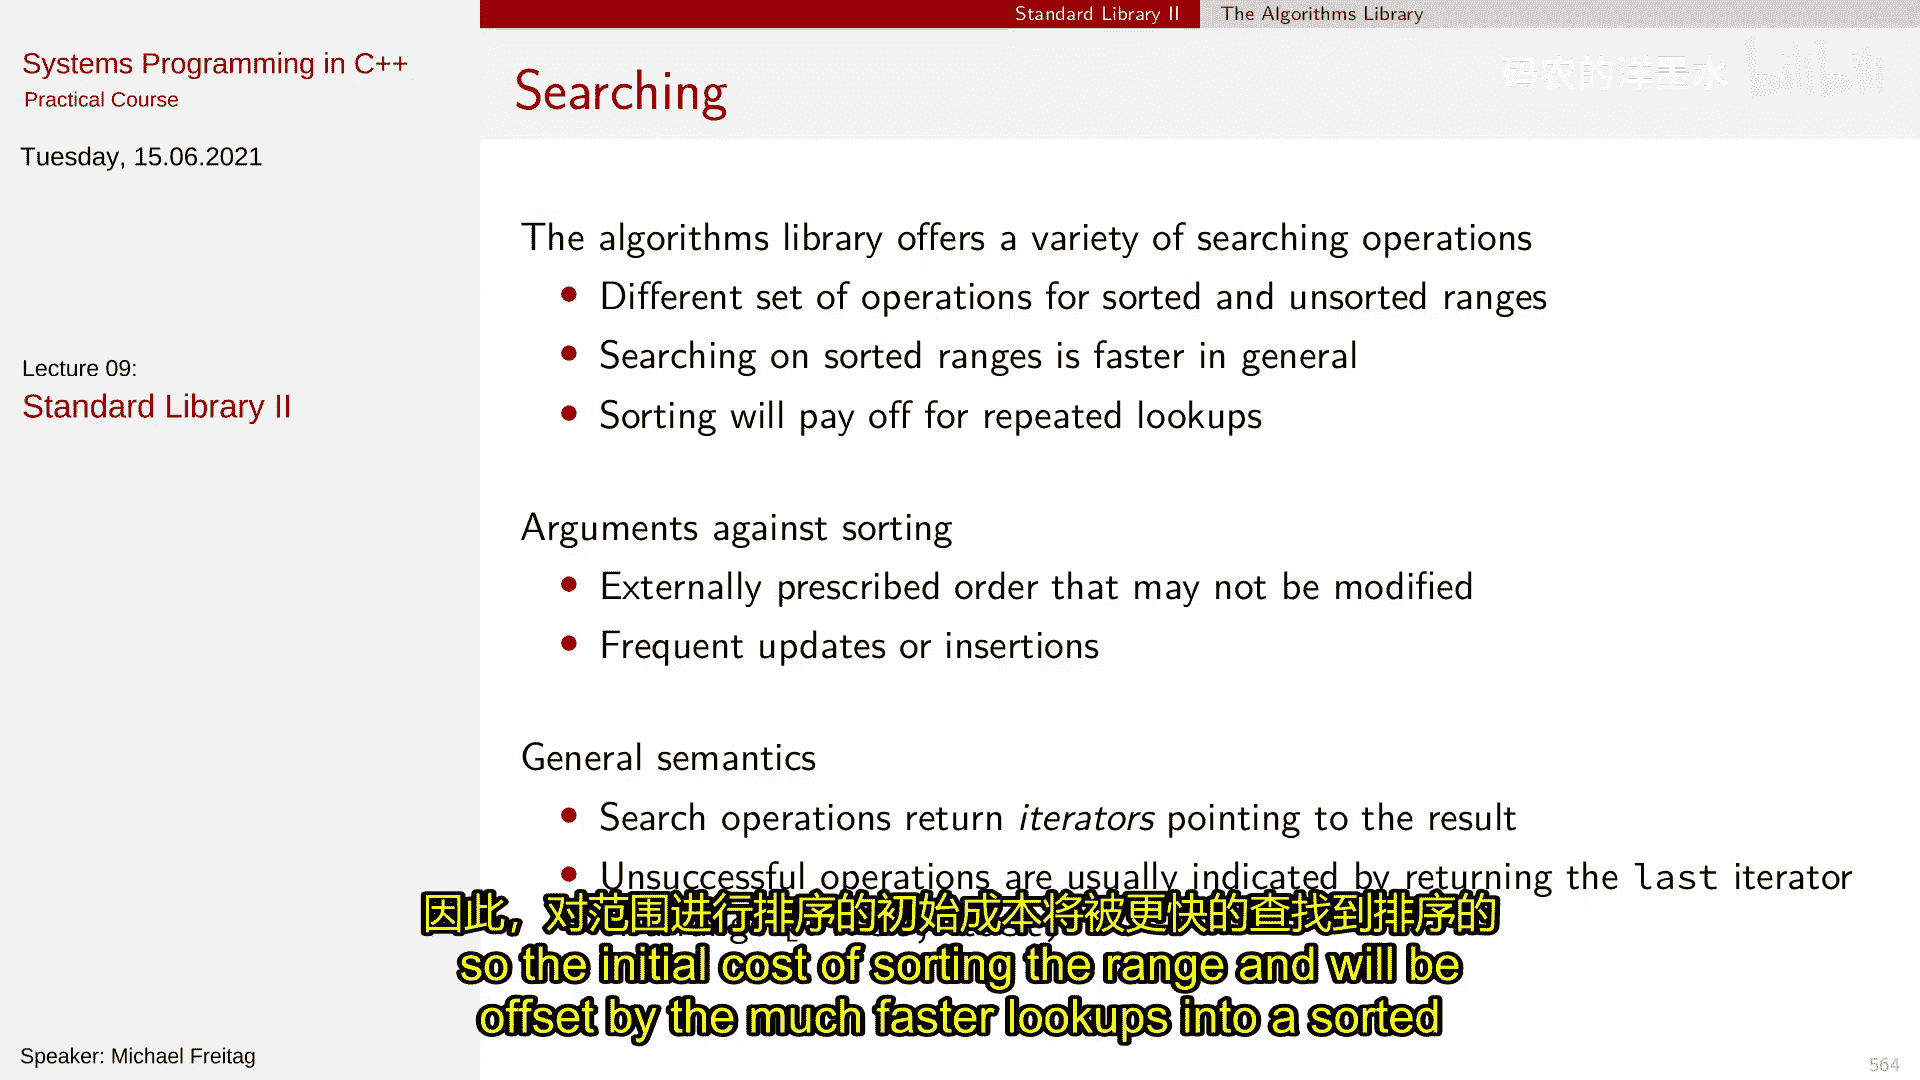 Standard Library II
The Algorithms Library
Systems Programming in C++
Practical Course
Tuesday, 15.06.2021
Lecture 09:
Standard Library II
Speaker: Michael Freitag
Searching
码农的洋墨水 bilibili
The algorithms library offers a variety of searching operations
• Different set of operations for sorted and unsorted ranges
• Searching on sorted ranges is faster in general
• Sorting will pay off for repeated lookups
Arguments against sorting
• Externally prescribed order that may not be modified
• Frequent updates or insertions
General semantics
• Search operations return iterators pointing to the result
• Unsuccessful operations are usually indicated by returning the last iterator
因此，对范围进行排序的初始成本将被更快的查找到排序的
so the initial cost of sorting the range and will be
offset by the much faster lookups into a sorted
564